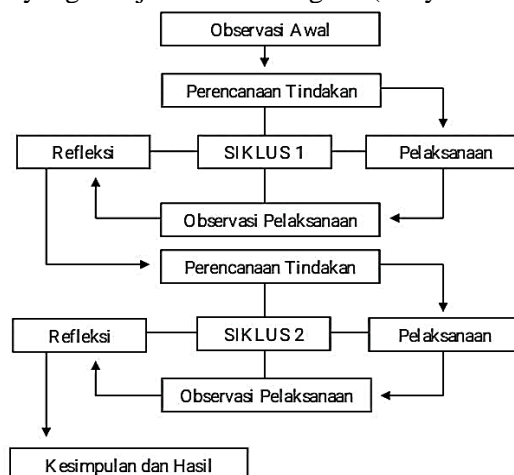 Observasi Awal
Perencanaan Tindakan
Refleksi
SIKLUS 1
Pelaksanaan
Observasi Pelaksanaan
Perencanaan Tindakan
Refleksi
SIKLUS 2
Pelaksanaan
Observasi Pelaksanaan
Kesimpulan dan Hasil